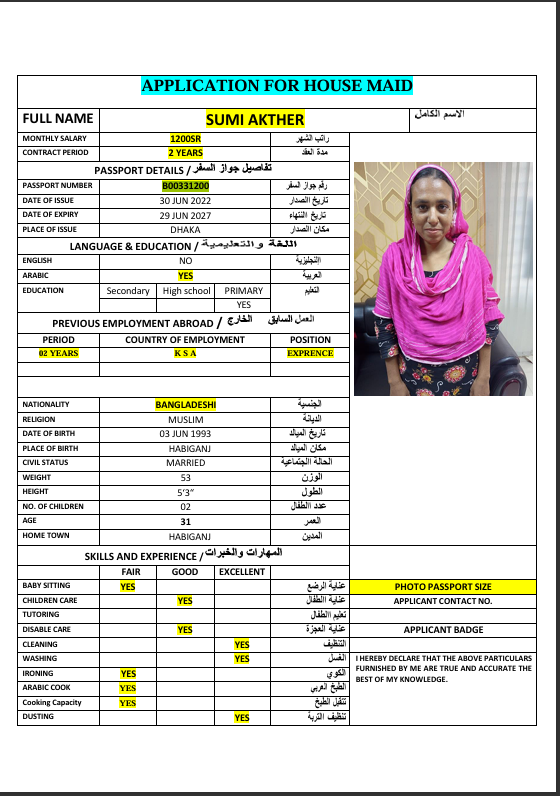 APPLICATION FOR HOUSE MAID
FULL NAME SUMI AKTHER الاسم الكامل
MONTHLY SALARY 1200SR راتب الشهر
CONTRACT PERIOD 2 YEARS مدة العقد
PASSPORT DETAILS / تفاصيل جواز السفر
PASSPORT NUMBER B00331200 رقم جواز السفر
DATE OF ISSUE 30 JUN 2022 تاريخ الصدار
DATE OF EXPIRY 29 JUN 2027 تاريخ النتهاء
PLACE OF ISSUE DHAKA مكان الصدار
LANGUAGE & EDUCATION / اللغة والتعليمية
ENGLISH NO الإنجليزية
ARABIC YES العربية
EDUCATION Secondary High school PRIMARY التعليم
YES
PREVIOUS EMPLOYMENT ABROAD / العمل السابق الخارج
PERIOD COUNTRY OF EMPLOYMENT POSITION
02 YEARS K S A EXPRENCE
NATIONALITY BANGLADESHI الجنسية
RELIGION MUSLIM الديانة
DATE OF BIRTH 03 JUN 1993 تاريخ الميالد
PLACE OF BIRTH HABIGANJ مكان الميالد
CIVIL STATUS MARRIED الحالة االجتماعية
WEIGHT 53 الوزن
HEIGHT 5’3” الطول
NO. OF CHILDREN 02 عدد االطفال
AGE 31 العمر
HOME TOWN HABIGANJ المدين
SKILLS AND EXPERIENCE / المهارات والخبرات
FAIR GOOD EXCELLENT
BABY SITTING YES عناية الرضع PHOTO PASSPORT SIZE
CHILDREN CARE YES عناية االطفال APPLICANT CONTACT NO.
TUTORING تعليم االطفال
DISABLE CARE YES عناية العجزة APPLICANT BADGE
CLEANING YES التنظيف
WASHING YES الغسل
IRONING YES الكوي
ARABIC COOK YES الطبخ العربي
Cooking Capacity YES الطبخ
DUSTING YES تنظيف التربة
I HEREBY DECLARE THAT THE ABOVE PARTICULARS
FURNISHED BY ME ARE TRUE AND ACCURATE THE
BEST OF MY KNOWLEDGE.